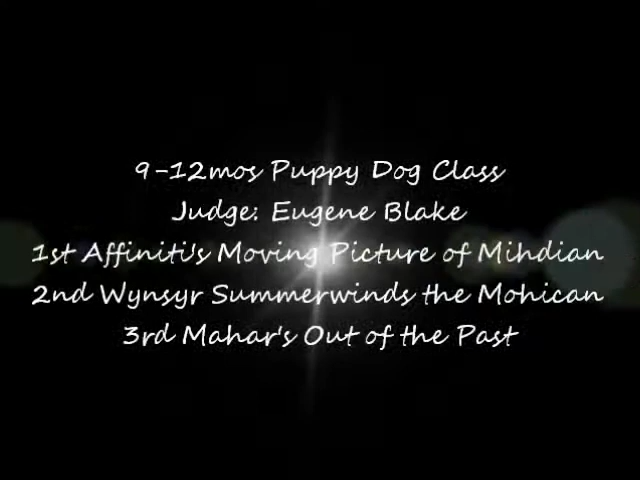 9-12mos Puppy Dog Class
Judge: Eugene Blake
1st Affiniti's Moving Picture of Mihdian
2nd Wynsyr Summerwinds the Mohican
3rd Mahar's Out of the Past